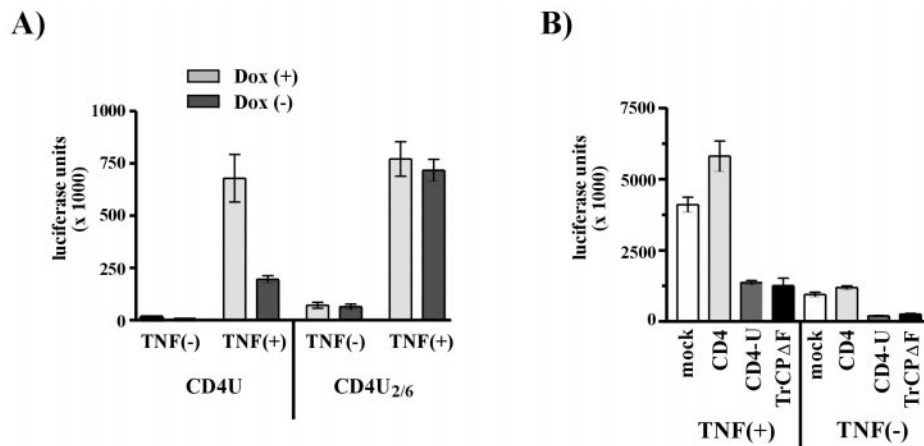 A)
Dox (+)
Dox (-)
luciferase units
(x 1000)
1000
750
500
250
0
TNF(-) TNF(+) TNF(-) TNF(+)
CD4U CD4U2/6
B)
luciferase units
(x 1000)
7500
5000
2500
0
mock CD4 CD4-U TrCPΔF mock CD4 CD4-U TrCPΔF
TNF(+) TNF(-)